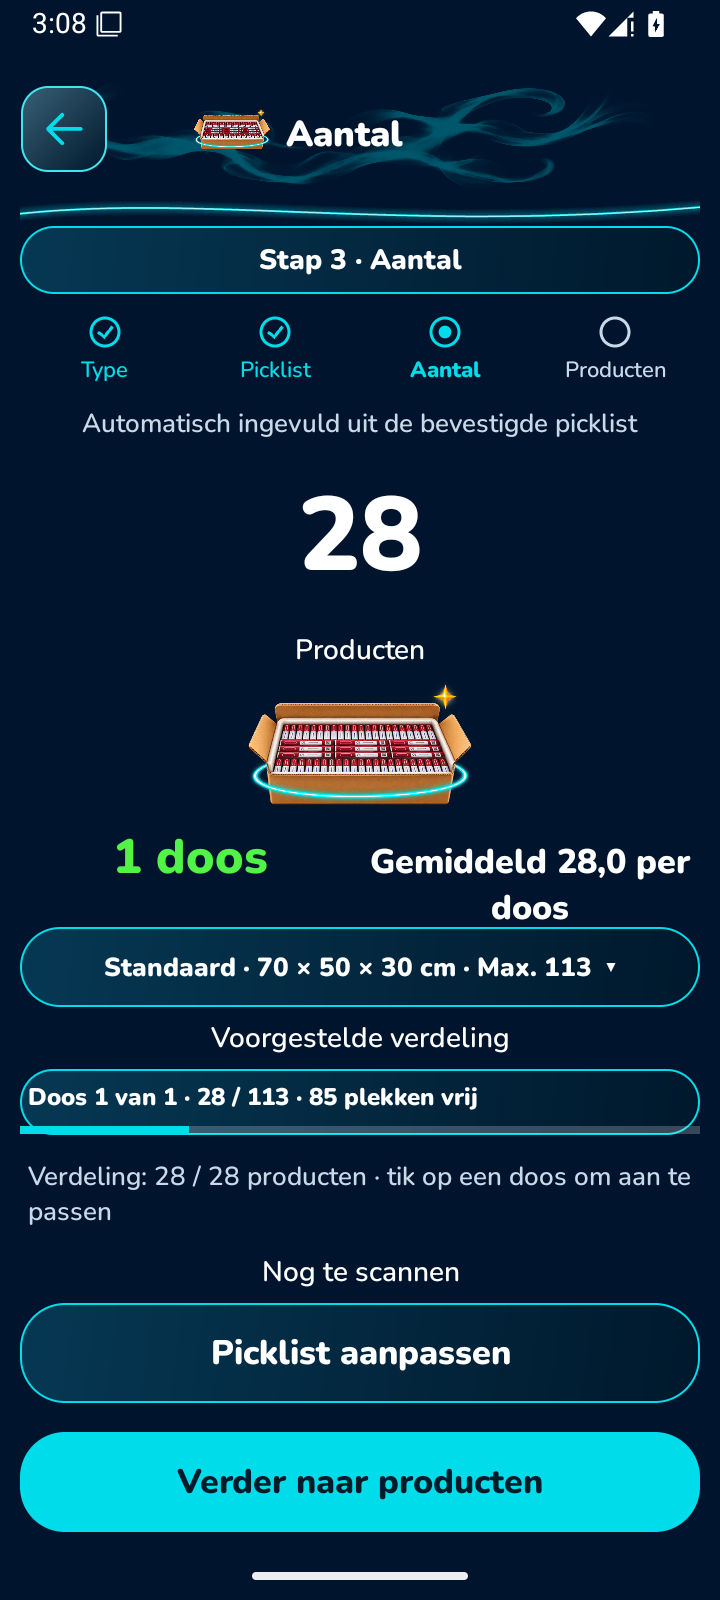 3:08
Aantal
Stap 3 · Aantal
Type
Picklist
Aantal
Producten
Automatisch ingevuld uit de bevestigde picklist
28
Producten
1 doos
Gemiddeld 28,0 per
doos
Standaard · 70 × 50 × 30 cm · Max. 113 ▼
Voorgestelde verdeling
Doos 1 van 1 · 28 / 113 · 85 plekken vrij
Verdeling: 28 / 28 producten · tik op een doos om aan te
passen
Nog te scannen
Picklist aanpassen
Verder naar producten